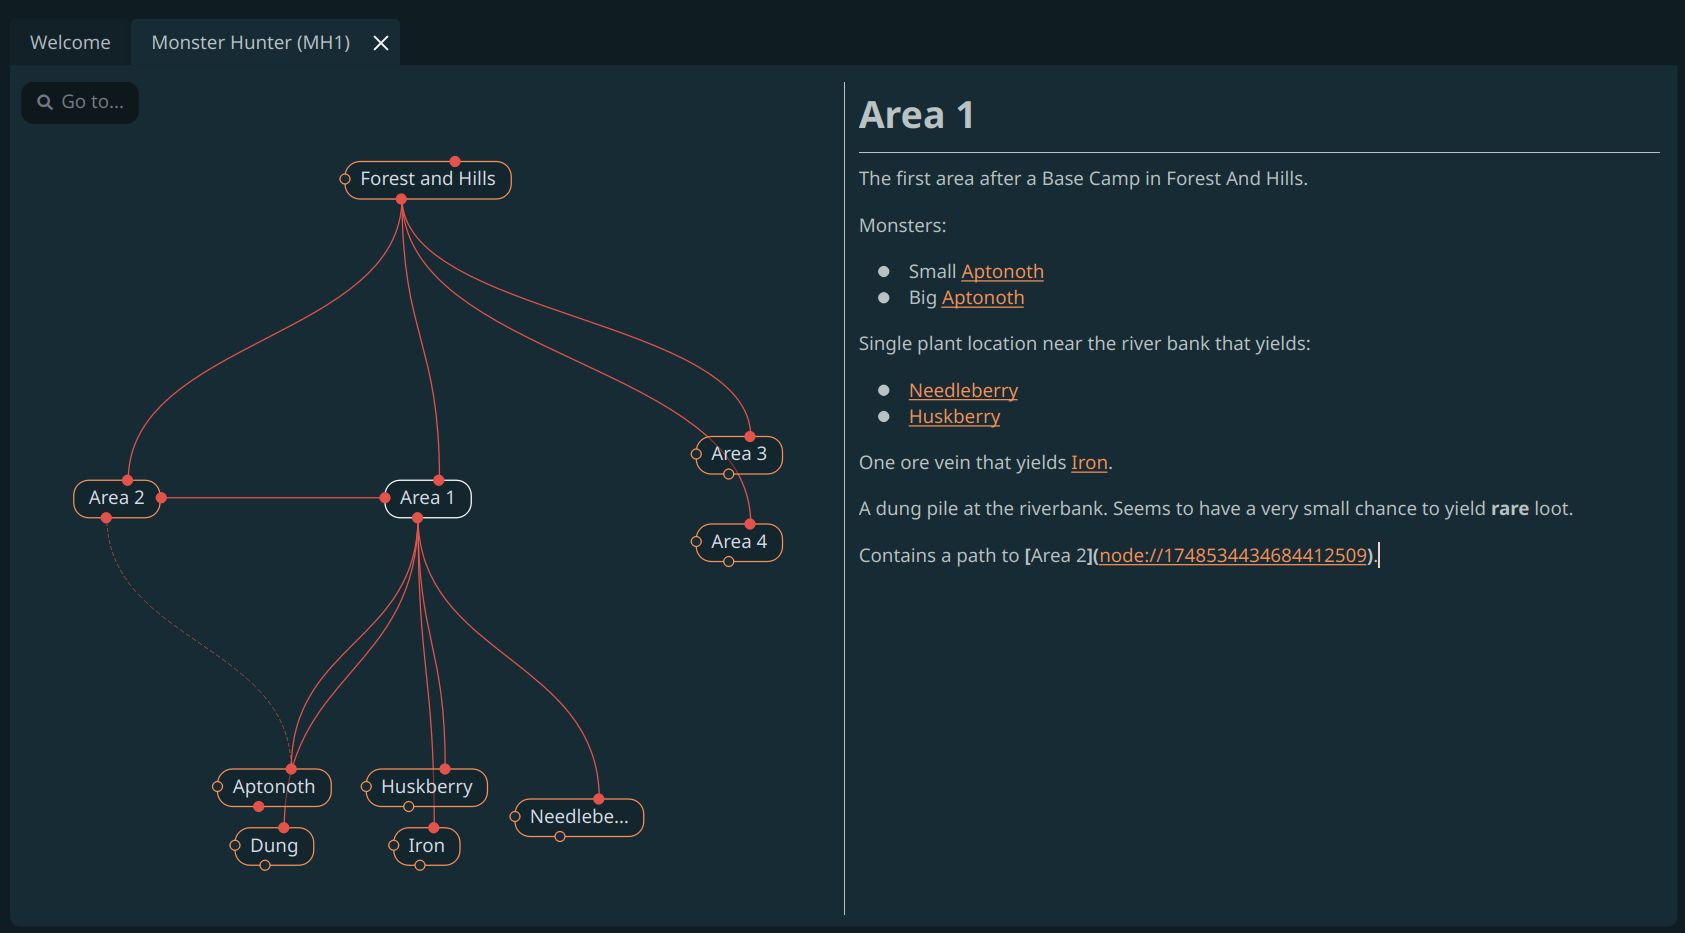 Welcome
Monster Hunter (MH1)
Go to...
Forest and Hills
Area 3
Area 2
Area 1
Area 4
Aptonoth
Huskberry
Needlebe...
Dung
Iron
Area 1
The first area after a Base Camp in Forest And Hills.
Monsters:
Small Aptonoth
Big Aptonoth
Single plant location near the river bank that yields:
Needleberry
Huskberry
One ore vein that yields Iron.
A dung pile at the riverbank. Seems to have a very small chance to yield rare loot.
Contains a path to [Area 2](node://1748534434684412509).